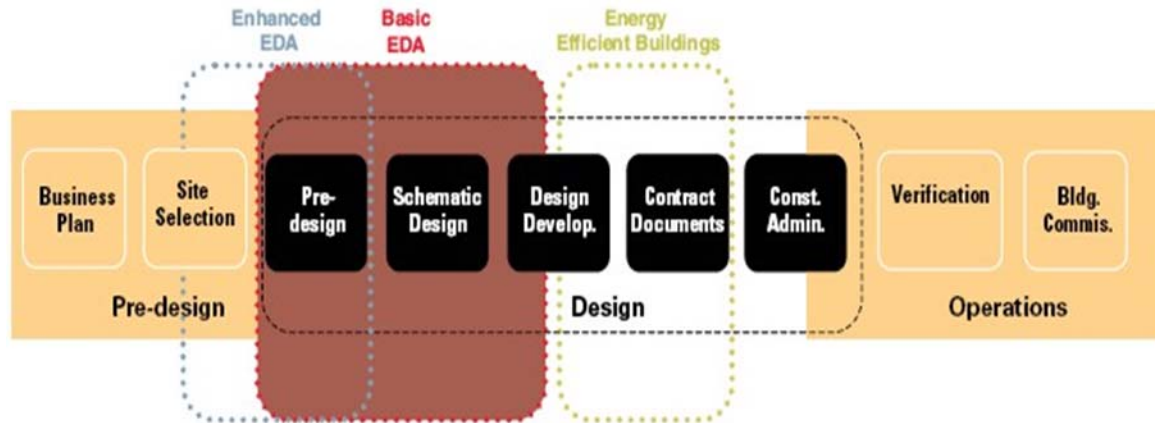 Enhanced
EDA
Basic
EDA
Energy
Efficient Buildings
Business
Plan
Site
Selection
Pre-
design
Schematic
Design
Design
Develop.
Contract
Documents
Const.
Admin.
Verification
Bldg.
Commis.
Pre-design
Design
Operations